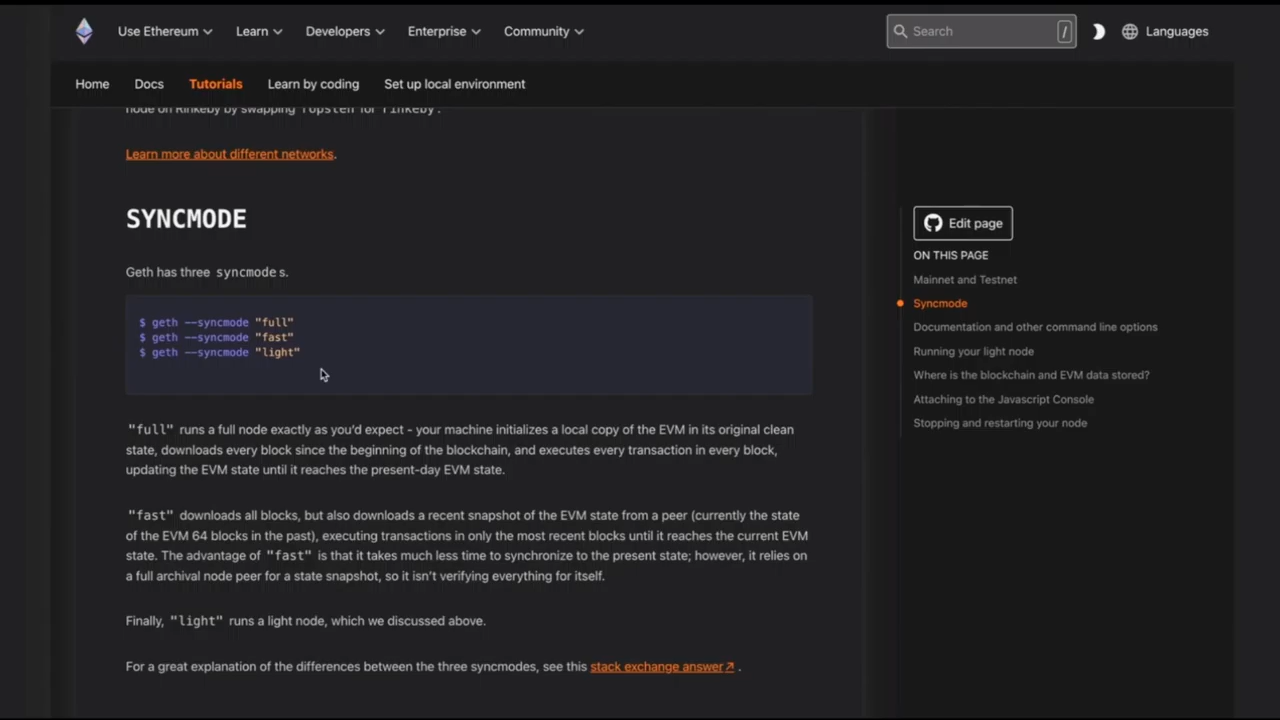 Use Ethereum Learn Developers Enterprise Community Search / Languages
Home Docs Tutorials Learn by coding Set up local environment
node on Rinkeby by swapping ropsten for rinkeby.
Learn more about different networks.
SYNCMODE
Geth has three syncmode s.
$ geth --syncmode "full"
$ geth --syncmode "fast"
$ geth --syncmode "light"
"full" runs a full node exactly as you'd expect - your machine initializes a local copy of the EVM in its original clean
state, downloads every block since the beginning of the blockchain, and executes every transaction in every block,
updating the EVM state until it reaches the present-day EVM state.
"fast" downloads all blocks, but also downloads a recent snapshot of the EVM state from a peer (currently the state
of the EVM 64 blocks in the past), executing transactions in only the most recent blocks until it reaches the current EVM
state. The advantage of "fast" is that it takes much less time to synchronize to the present state; however, it relies on
a full archival node peer for a state snapshot, so it isn't verifying everything for itself.
Finally, "light" runs a light node, which we discussed above.
For a great explanation of the differences between the three syncmodes, see this stack exchange answer↗ .
Edit page
ON THIS PAGE
Mainnet and Testnet
Syncmode
Documentation and other command line options
Running your light node
Where is the blockchain and EVM data stored?
Attaching to the Javascript Console
Stopping and restarting your node